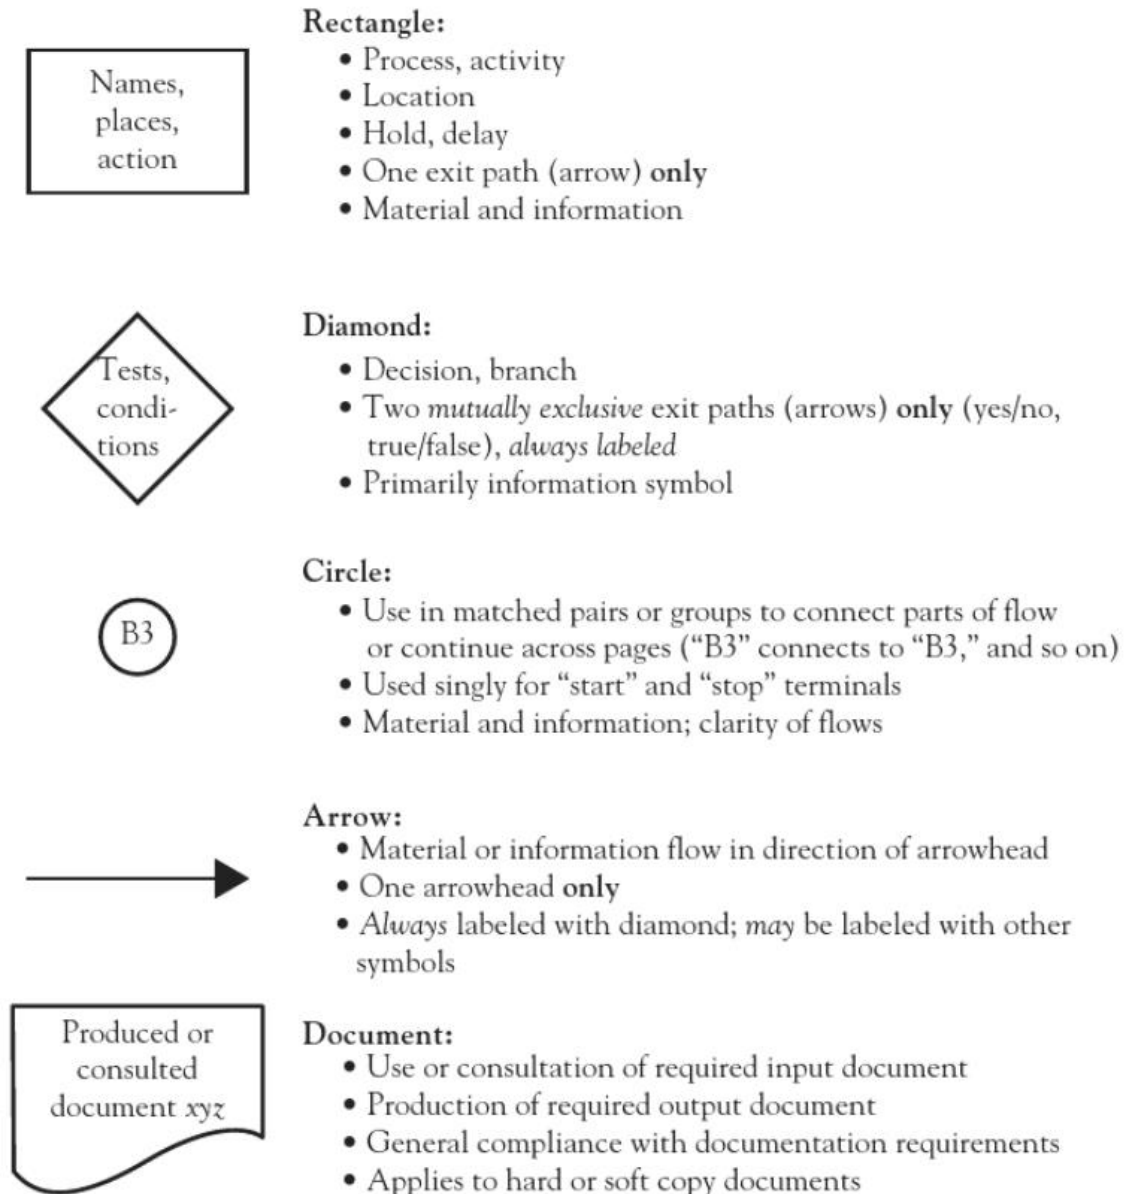 Rectangle:
Names,
places,
action
• Process, activity
• Location
• Hold, delay
• One exit path (arrow) only
• Material and information
Diamond:
Tests,
condi-
tions
• Decision, branch
• Two mutually exclusive exit paths (arrows) only (yes/no,
true/false), always labeled
• Primarily information symbol
Circle:
B3
• Use in matched pairs or groups to connect parts of flow
or continue across pages (“B3” connects to “B3,” and so on)
• Used singly for “start” and “stop” terminals
• Material and information; clarity of flows
Arrow:
• Material or information flow in direction of arrowhead
• One arrowhead only
• Always labeled with diamond; may be labeled with other
symbols
Produced or
consulted
document xyz
Document:
• Use or consultation of required input document
• Production of required output document
• General compliance with documentation requirements
• Applies to hard or soft copy documents